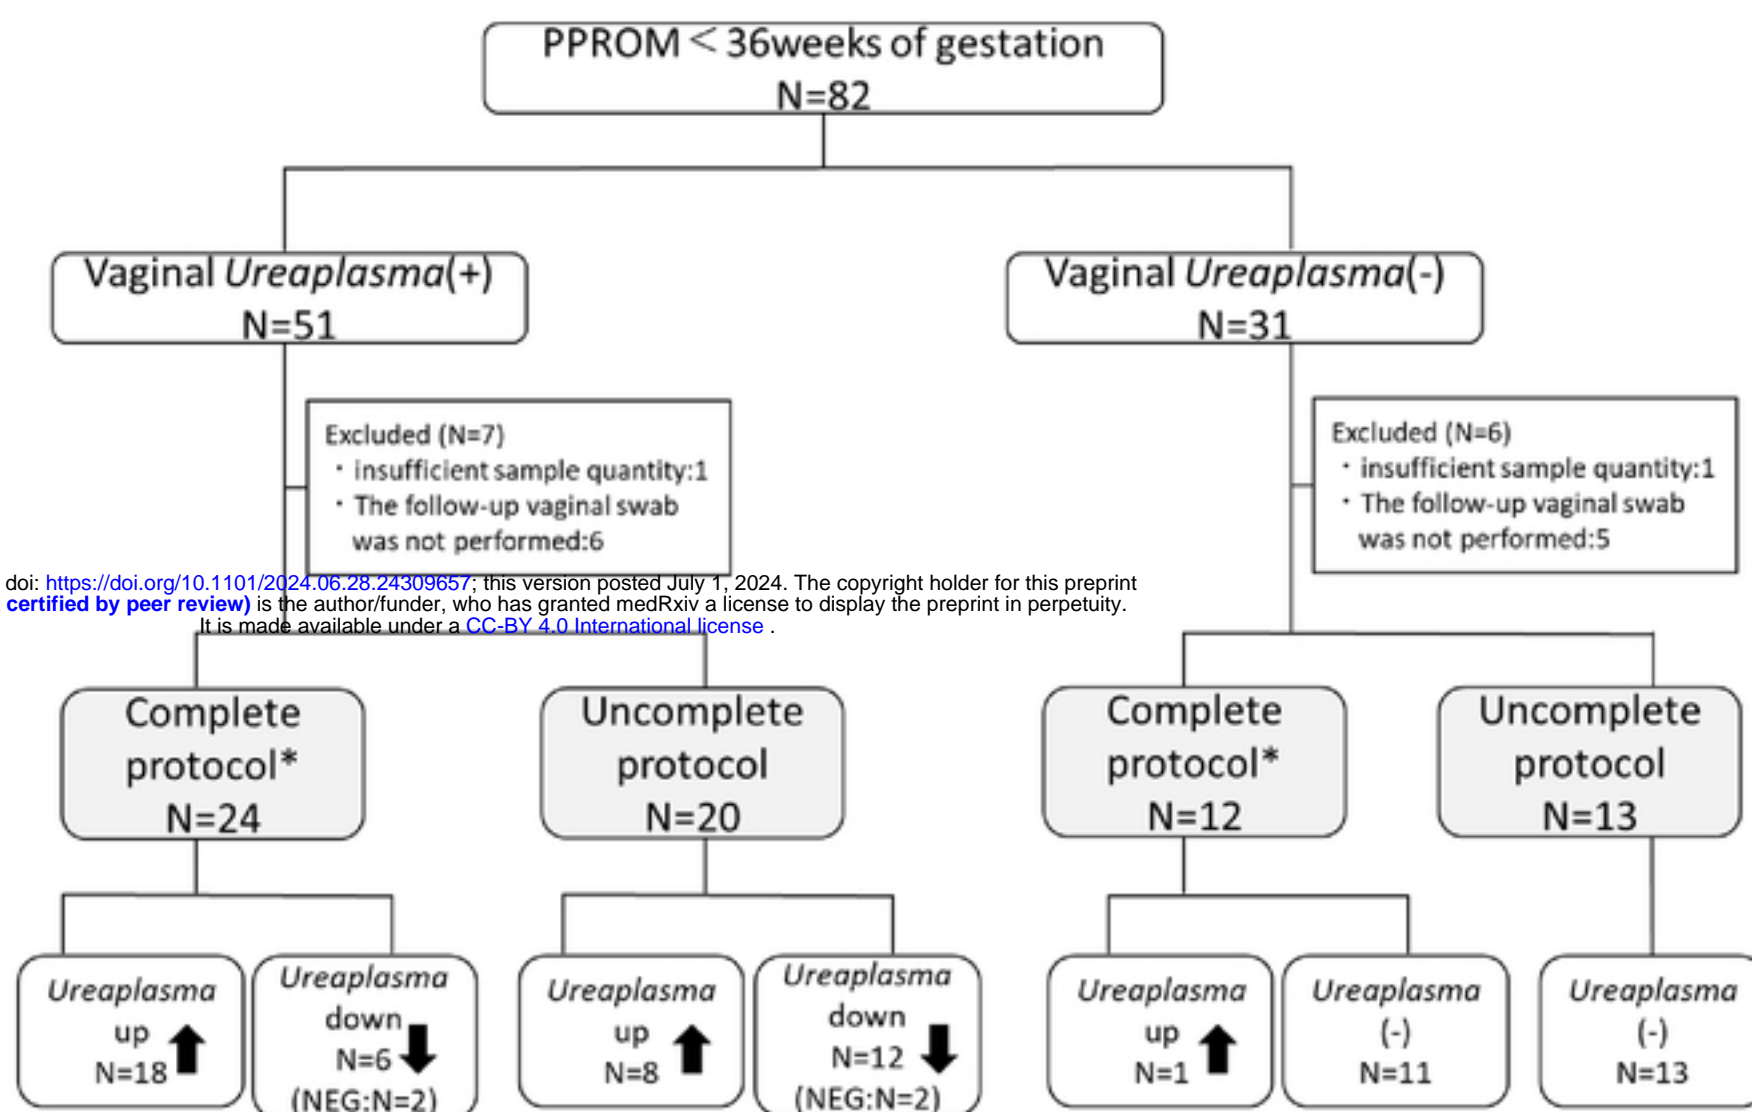 PPROM < 36weeks of gestation
N=82
Vaginal Ureaplasma(+)
N=51
Vaginal Ureaplasma(-)
N=31
Excluded (N=7)
・insufficient sample quantity:1
・The follow-up vaginal swab
was not performed:6
Excluded (N=6)
・insufficient sample quantity:1
・The follow-up vaginal swab
was not performed:5
doi: https://doi.org/10.1101/2024.06.28.24309657; this version posted July 1, 2024. The copyright holder for this preprint
certified by peer review) is the author/funder, who has granted medRxiv a license to display the preprint in perpetuity.
It is made available under a CC-BY 4.0 International license .
Complete
protocol*
N=24
Uncomplete
protocol
N=20
Complete
protocol*
N=12
Uncomplete
protocol
N=13
Ureaplasma
up
N=18
Ureaplasma
down
N=6
(NEG:N=2)
Ureaplasma
up
N=8
Ureaplasma
down
N=12
(NEG:N=2)
Ureaplasma
up
N=1
Ureaplasma
(-)
N=11
Ureaplasma
(-)
N=13